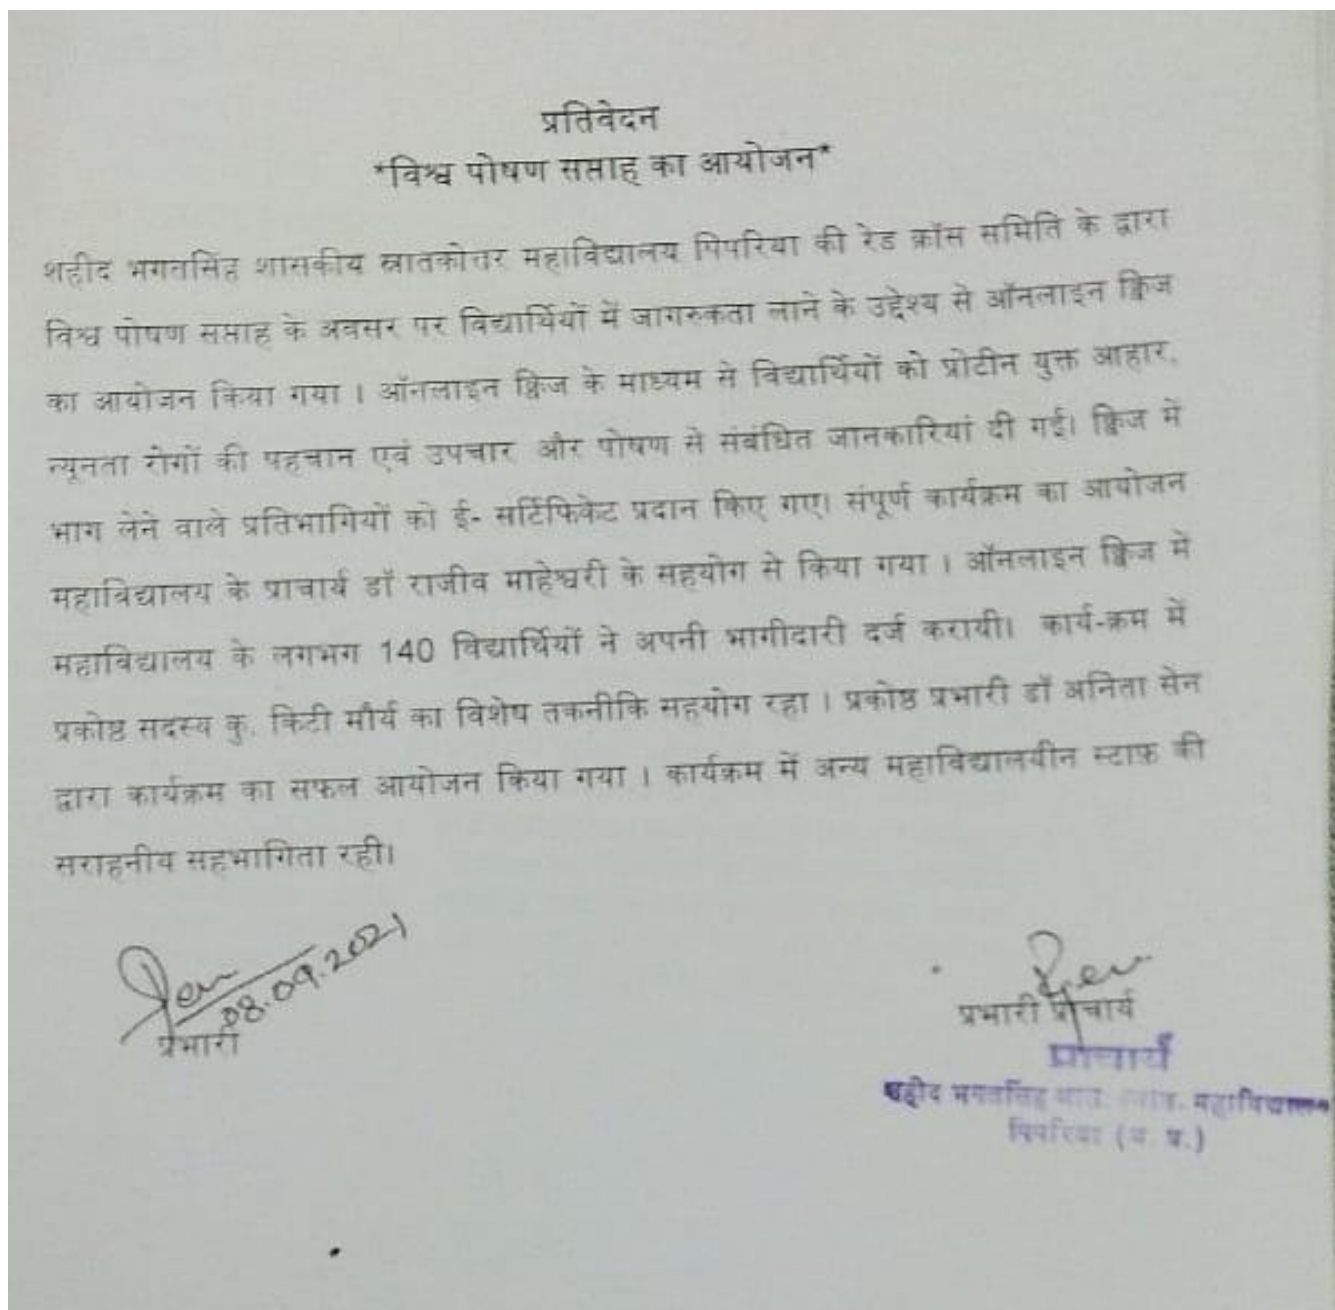 प्रतिवेदन
*विश्व पोषण सप्ताह का आयोजन*
शहीद भगतसिंह शासकीय स्नातकोत्तर महाविद्यालय पिपरिया की रेड क्रॉस समिति के द्वारा
विश्व पोषण सप्ताह के अवसर पर विद्यार्थियों में जागरुकता लाने के उद्देश्य से ऑनलाइन क्विज
का आयोजन किया गया । ऑनलाइन क्विज के माध्यम से विद्यार्थियों को प्रोटीन युक्त आहार,
न्यूनता रोगों की पहचान एवं उपचार और पोषण से संबंधित जानकारियां दी गई। क्विज में
भाग लेने वाले प्रतिभागियों को ई- सर्टिफिकेट प्रदान किए गए। संपूर्ण कार्यक्रम का आयोजन
महाविद्यालय के प्राचार्य डॉ राजीव माहेश्वरी के सहयोग से किया गया । ऑनलाइन क्विज में
महाविद्यालय के लगभग 140 विद्यार्थियों ने अपनी भागीदारी दर्ज करायी। कार्य-क्रम में
प्रकोष्ठ सदस्य कु. किटी मौर्य का विशेष तकनीकि सहयोग रहा । प्रकोष्ठ प्रभारी डॉ अनिता सेन
द्वारा कार्यक्रम का सफल आयोजन किया गया । कार्यक्रम में अन्य महाविद्यालयीन स्टाफ़ की
सराहनीय सहभागिता रही।
08.09.2021
प्रभारी
प्रभारी प्राचार्य
प्राचार्य
शहीद भगतसिंह महाविद्यालय
पिपरिया (म. प्र.)